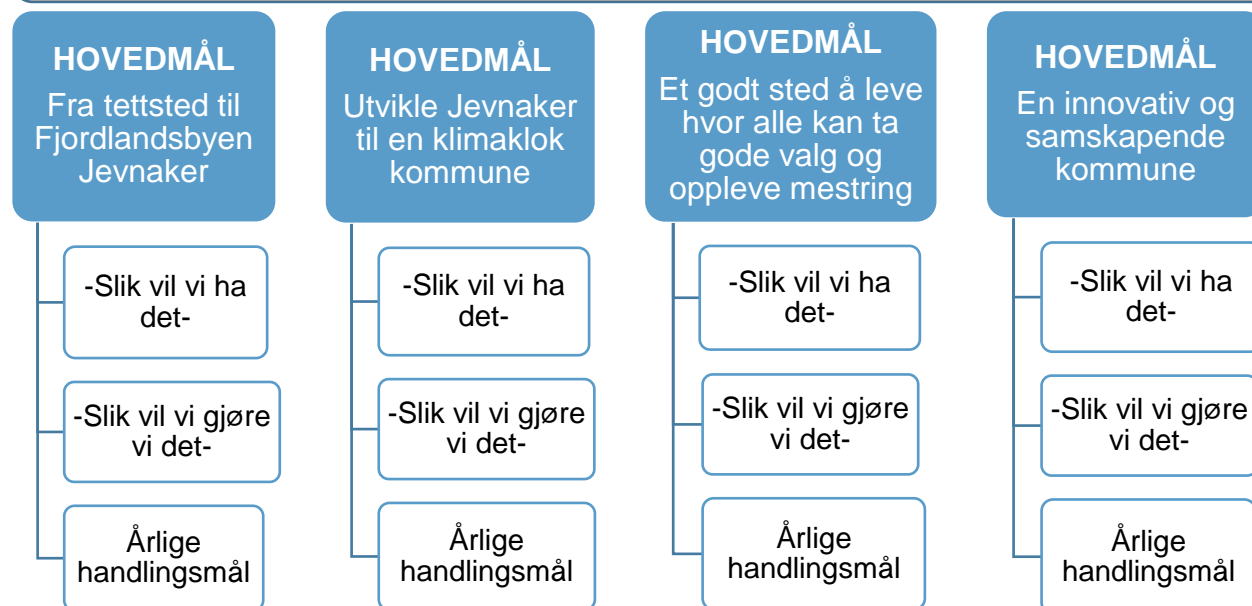 HOVEDMÅL
Fra tettsted til
Fjordlandsbyen
Jevnaker
-Slik vil vi ha
det-
-Slik vil vi gjøre
vi det-
Årlige
handlingsmål
HOVEDMÅL
Utvikle Jevnaker
til en klimaklok
kommune
-Slik vil vi ha
det-
-Slik vil vi gjøre
vi det-
Årlige
handlingsmål
HOVEDMÅL
Et godt sted å leve
hvor alle kan ta
gode valg og
oppleve mestring
-Slik vil vi ha
det-
-Slik vil vi gjøre
vi det-
Årlige
handlingsmål
HOVEDMÅL
En innovativ og
samskapende
kommune
-Slik vil vi ha
det-
-Slik vil vi gjøre
vi det-
Årlige
handlingsmål